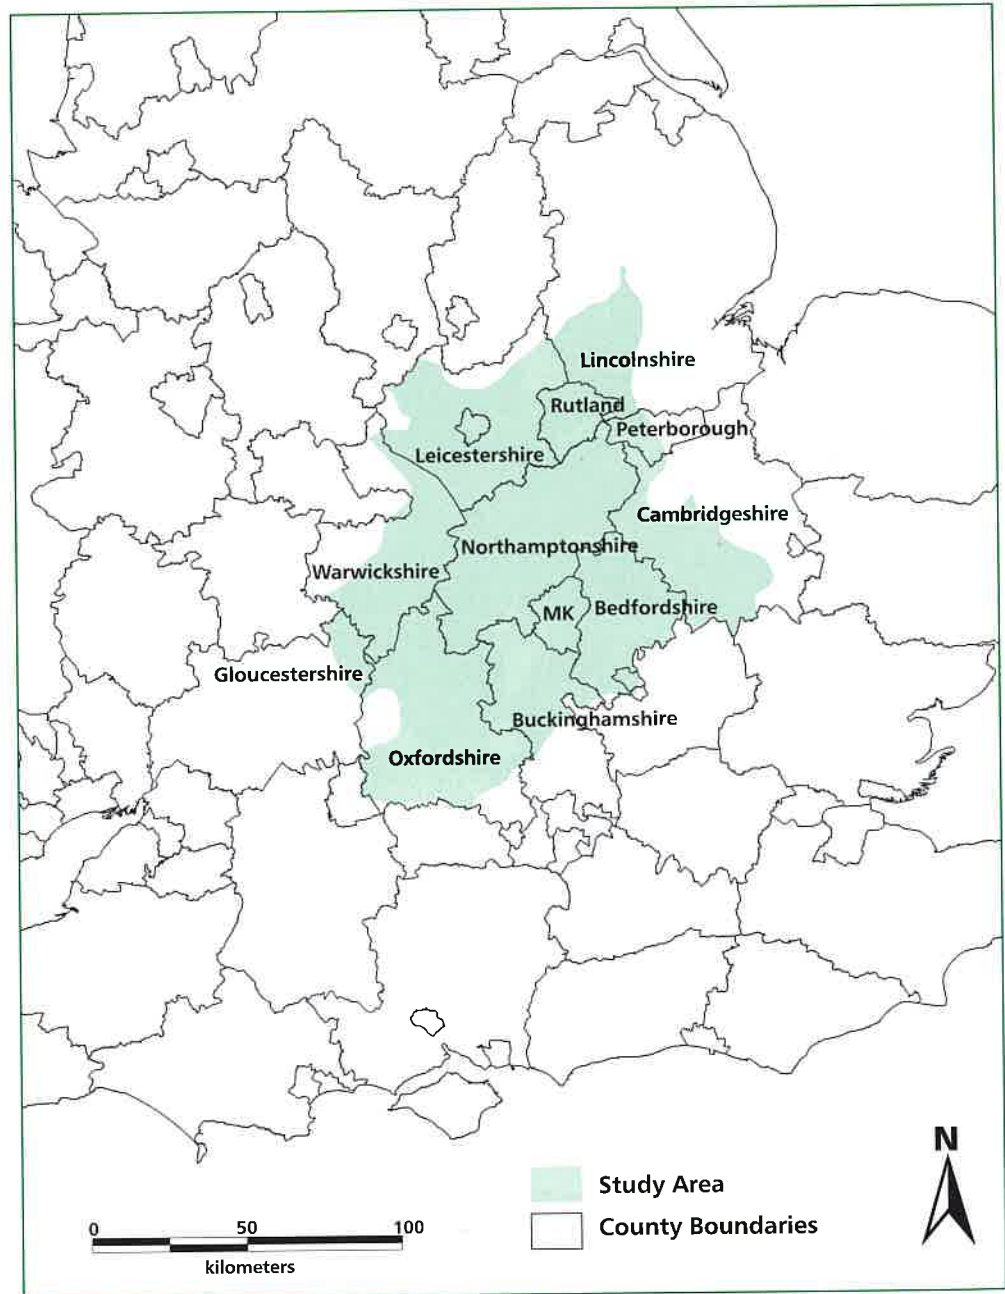 Lincolnshire
Rutland
Peterborough
Leicestershire
Cambridgeshire
Northamptonshire
Warwickshire
MK
Bedfordshire
Gloucestershire
Buckinghamshire
Oxfordshire
N
Study Area
County Boundaries
0 50 100
kilometers